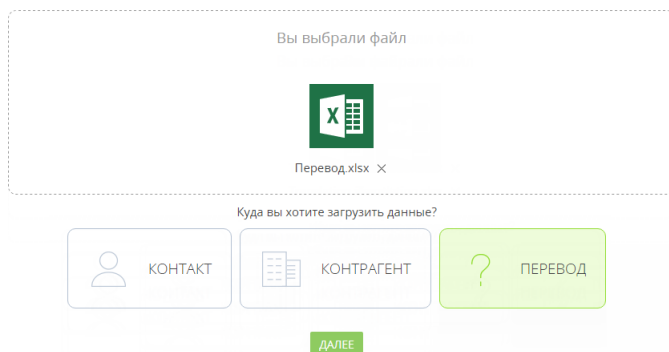 Вы выбрали файл
Перевод.xlsx
Куда вы хотите загрузить данные?
КОНТАКТ
КОНТРАГЕНТ
ПЕРЕВОД
ДАЛЕЕ